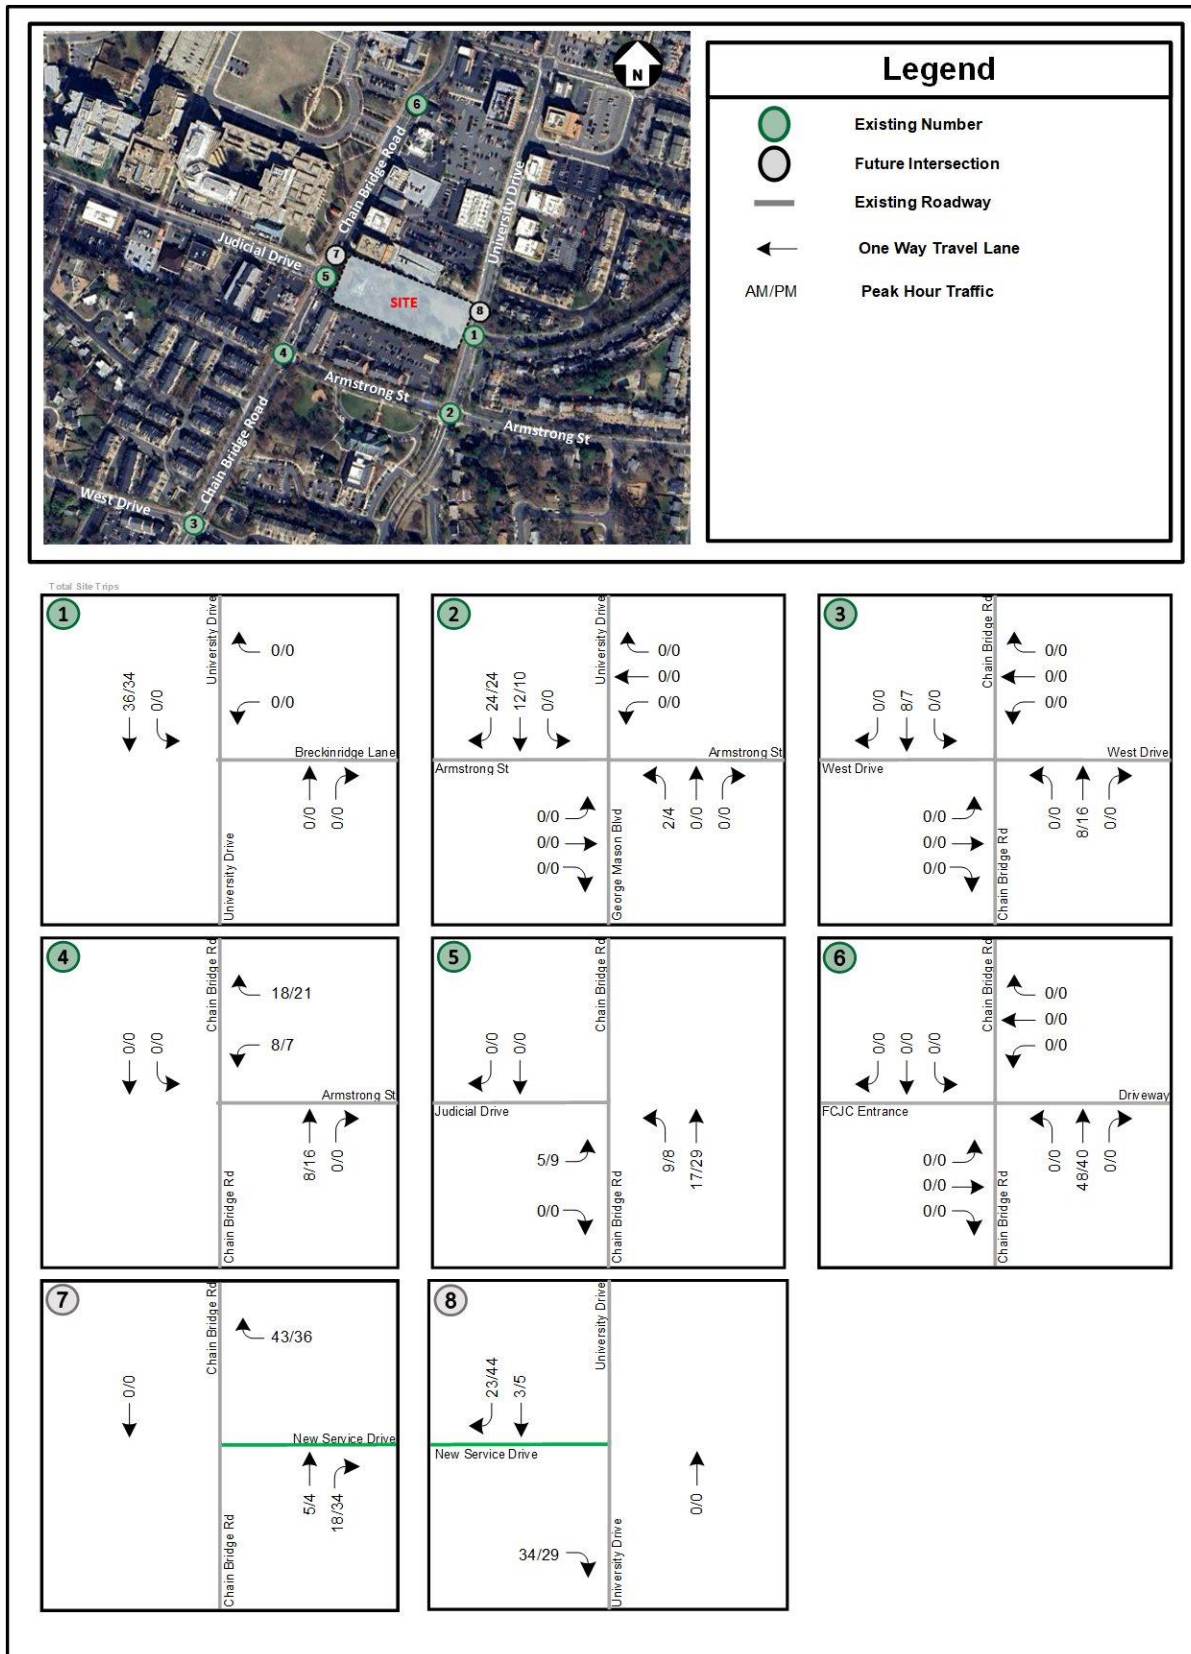 N
6
Chain Bridge Road
University Drive
Judicial Drive
7
5
SITE
8
1
4
Armstrong St
2
Armstrong St
Chain Bridge Road
West Drive
3
Legend
Existing Number
Future Intersection
Existing Roadway
One Way Travel Lane
AM/PM Peak Hour Traffic
Total Site Trips
1
University Drive
0/0
36/34
0/0
0/0
Breckinridge Lane
0/0
0/0
University Drive
2
University Drive
0/0
24/24
12/10
0/0
0/0
0/0
Armstrong St
Armstrong St
0/0
0/0
0/0
George Mason Blvd
2/4
0/0
0/0
3
Chain Bridge Rd
0/0
0/0
8/7
0/0
0/0
0/0
West Drive
West Drive
0/0
0/0
0/0
Chain Bridge Rd
0/0
8/16
0/0
4
Chain Bridge Rd
18/21
0/0
0/0
8/7
Armstrong St
8/16
0/0
Chain Bridge Rd
5
Chain Bridge Rd
0/0
0/0
Judicial Drive
5/9
0/0
Chain Bridge Rd
9/8
17/29
6
Chain Bridge Rd
0/0
0/0
0/0
0/0
0/0
0/0
Driveway
FCJC Entrance
0/0
0/0
0/0
Chain Bridge Rd
0/0
48/40
0/0
7
Chain Bridge Rd
43/36
0/0
New Service Drive
5/4
18/34
Chain Bridge Rd
8
University Drive
23/44
3/5
New Service Drive
0/0
34/29
University Drive